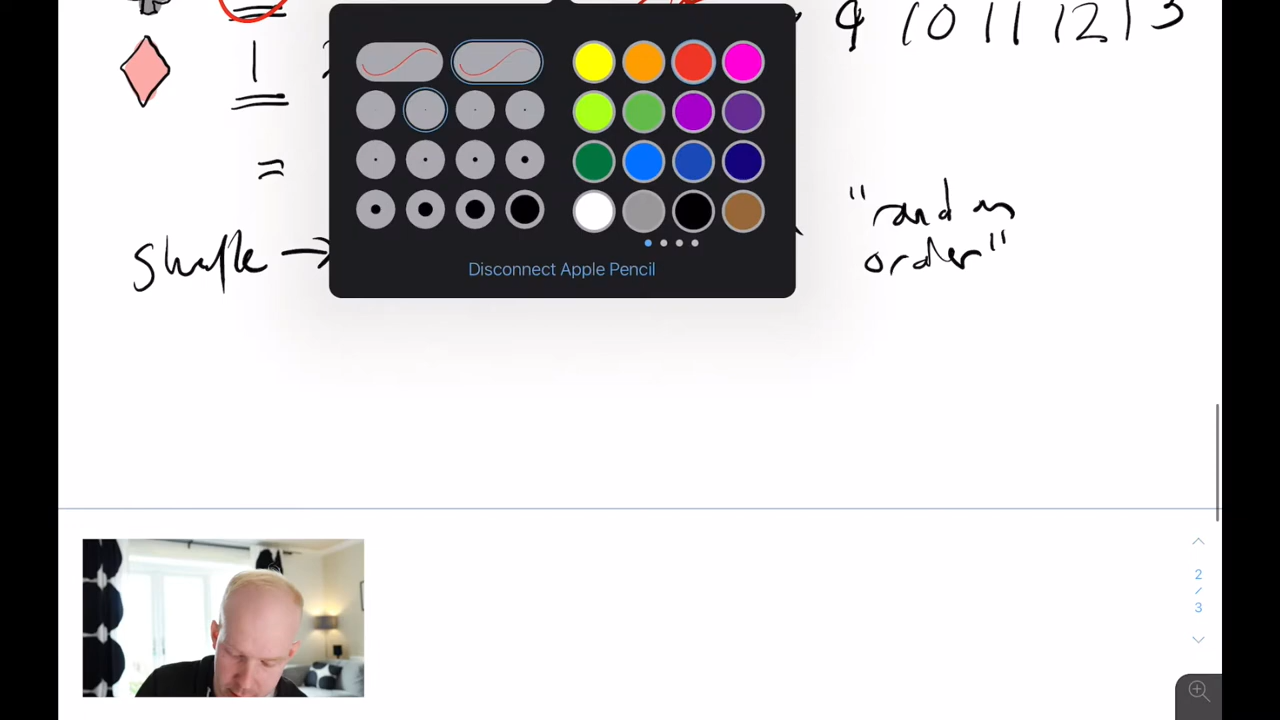 9 10 11 12 13
1
=
shuffle → "random
order"
Disconnect Apple Pencil
2
/
3